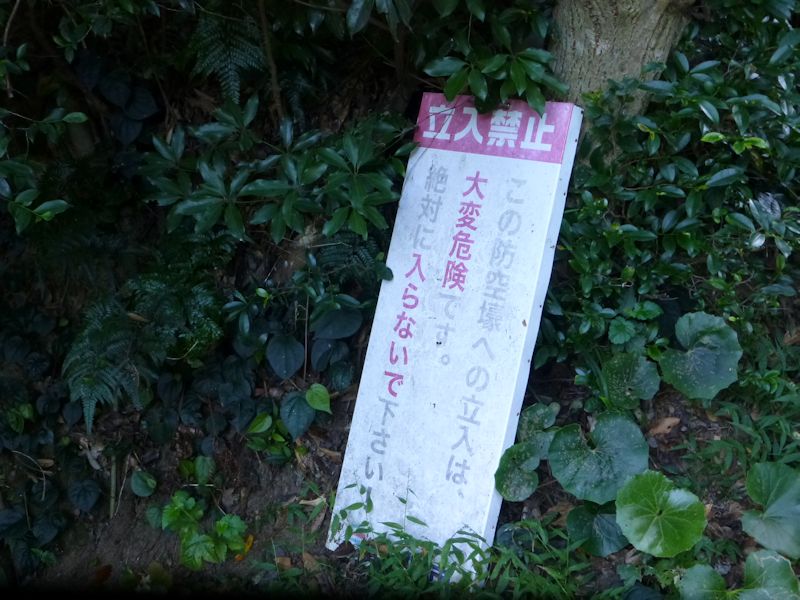 立入禁止
この防空壕への立入は、
大変危険です。
絶対に入らないで下さい！